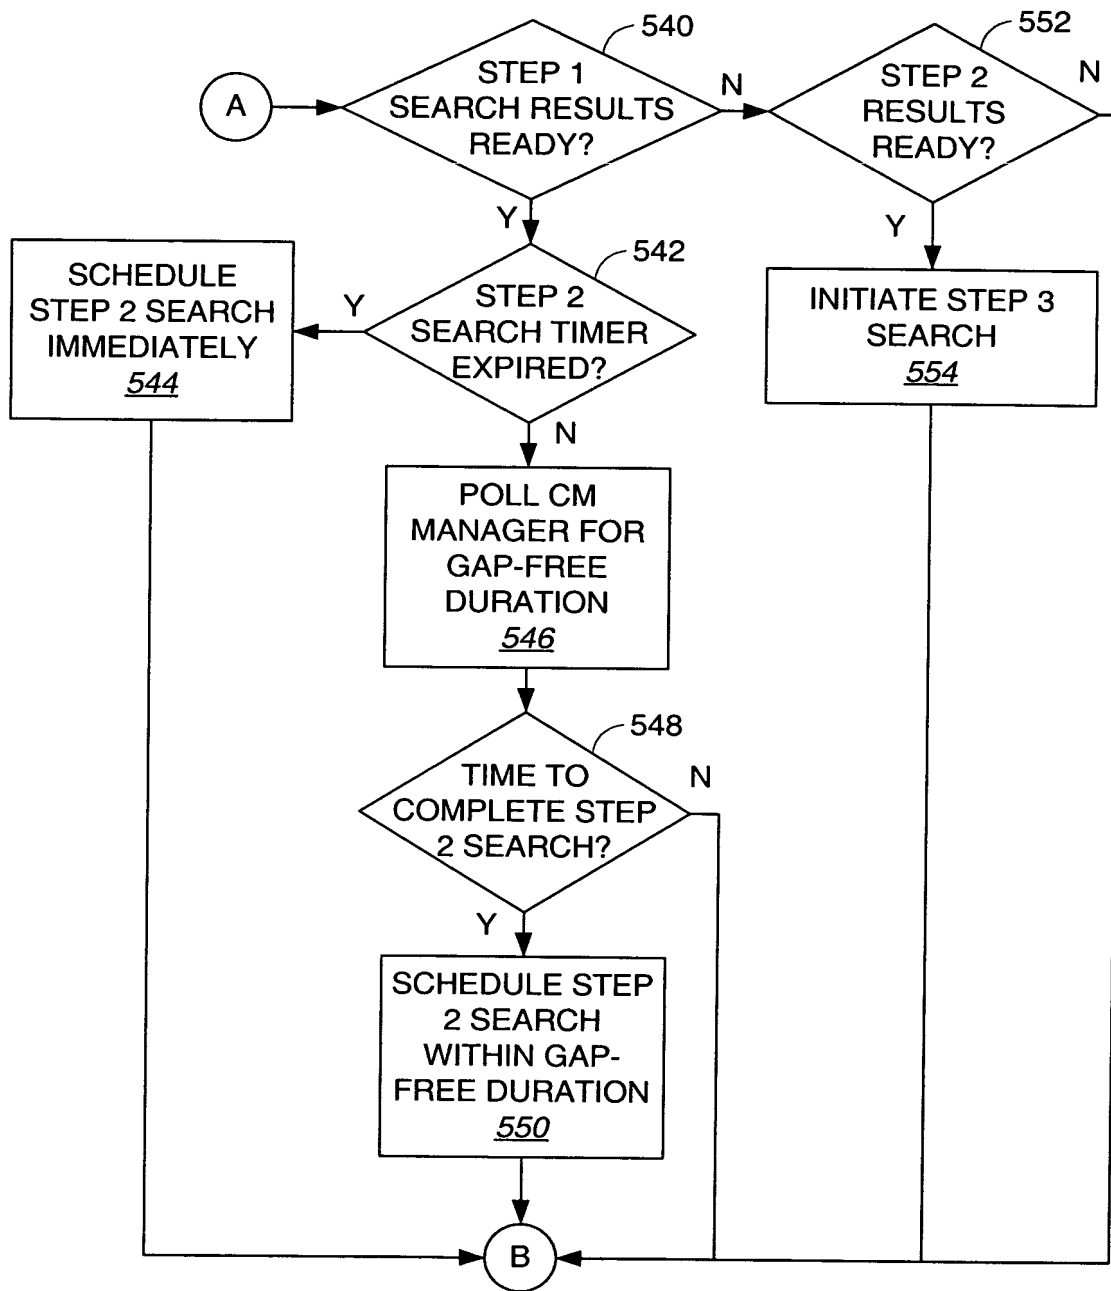 540
552
STEP 1
SEARCH RESULTS
READY?
N
STEP 2
RESULTS
READY?
N
A
Y
Y
542
SCHEDULE
STEP 2 SEARCH
IMMEDIATELY
544
Y
STEP 2
SEARCH TIMER
EXPIRED?
INITIATE STEP 3
SEARCH
554
N
POLL CM
MANAGER FOR
GAP-FREE
DURATION
546
548
TIME TO
COMPLETE STEP
2 SEARCH?
N
Y
SCHEDULE STEP
2 SEARCH
WITHIN GAP-
FREE DURATION
550
B